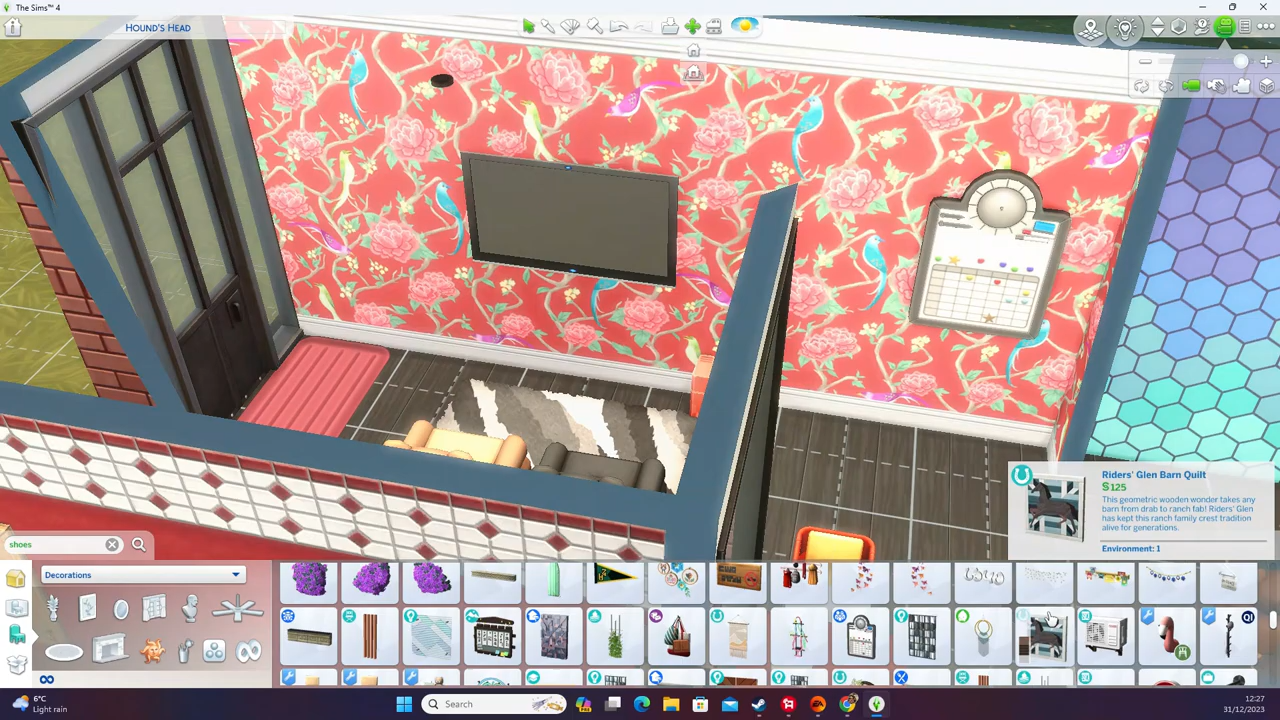 The Sims™ 4
HOUND'S HEAD
Riders' Glen Barn Quilt
§125
This geometric wooden wonder takes any
barn from drab to ranch fab! Riders' Glen
has kept this ranch family crest tradition
alive for generations.
Environment: 1
shoes
Decorations
6°C
Light rain
Search
12:27
31/12/2023